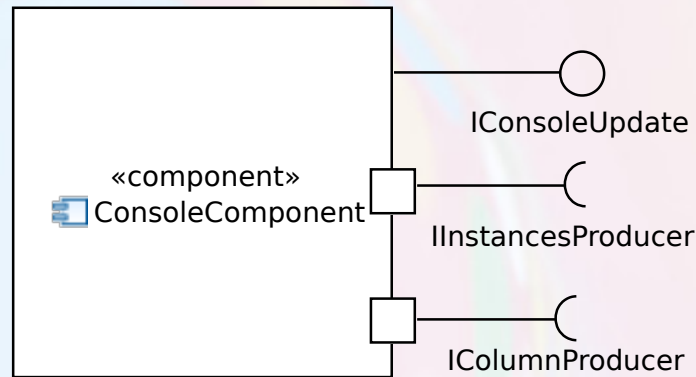 IConsoleUpdate
«component»
ConsoleComponent
IInstancesProducer
IColumnProducer